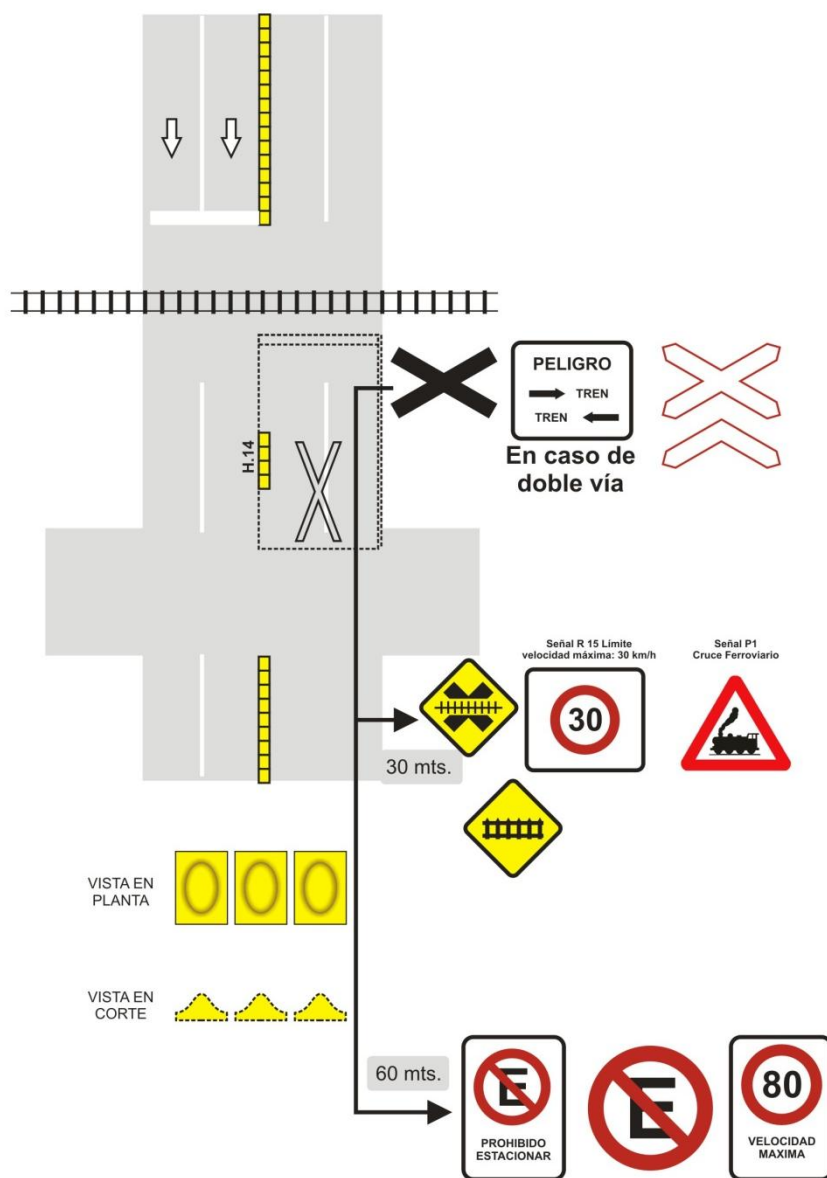 PELIGRO
TREN
TREN
En caso de
doble vía
H.14
Señal R 15 Límite
velocidad máxima: 30 km/h
Señal P1
Cruce Ferroviario
30
30 mts.
VISTA EN
PLANTA
VISTA EN
CORTE
60 mts.
E
PROHIBIDO
ESTACIONAR
E
80
VELOCIDAD
MAXIMA